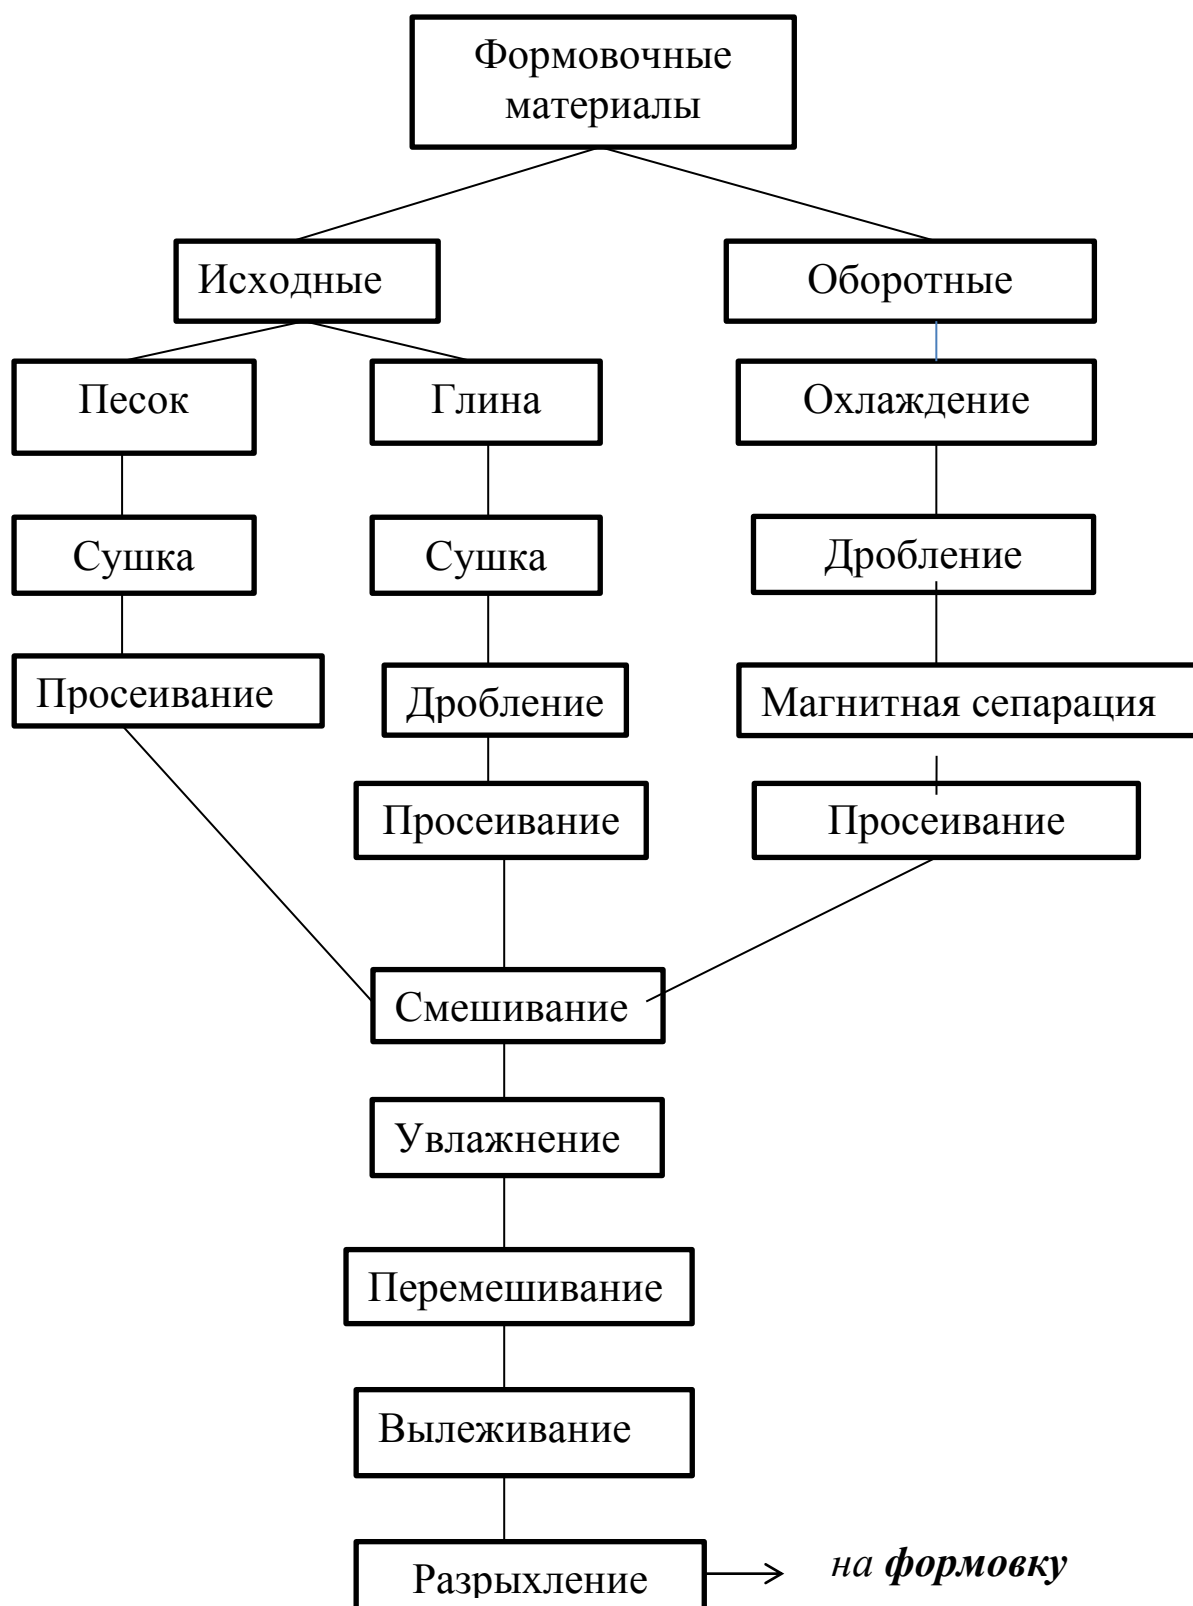 Формовочные
материалы
Исходные
Оборотные
Песок
Глина
Охлаждение
Сушка
Сушка
Дробление
Просеивание
Дробление
Магнитная сепарация
Просеивание
Просеивание
Смешивание
Увлажнение
Перемешивание
Вылеживание
Разрыхление
на формовку